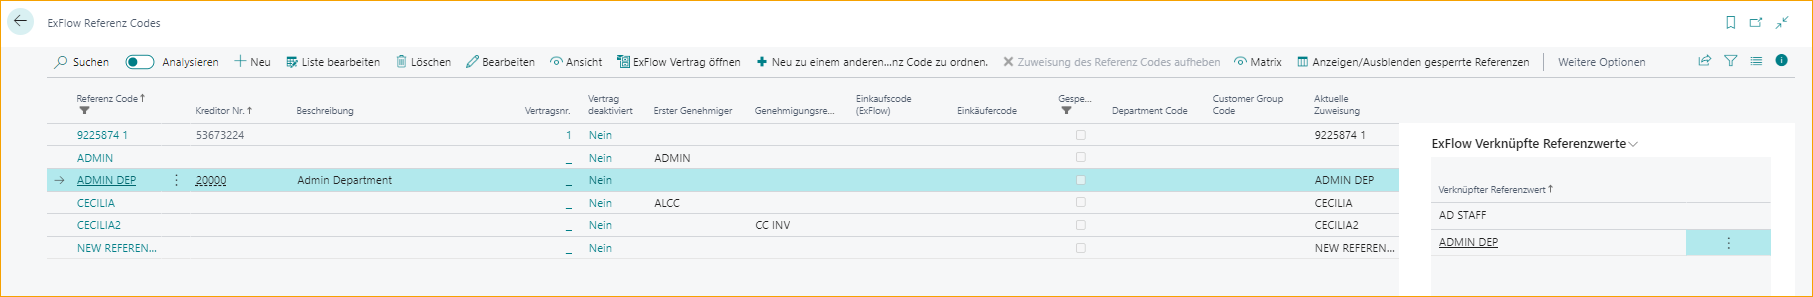 ExFlow Referenz Codes
Suchen Analysieren Neu Liste bearbeiten Löschen Bearbeiten Ansicht ExFlow Vertrag öffnen Neu zu einem anderen...nz Code zu ordnen. Zuweisung des Referenz Codes aufheben Matrix Anzeigen/Ausblenden gesperrte Referenzen Weitere Optionen
Referenz Code Kreditor Nr. Beschreibung Vertragsnr. Vertrag deaktiviert Erster Genehmiger Genehmigungsre... Einkaufscode (ExFlow) Einkäufercode Gespe... Department Code Customer Group Code Aktuelle Zuweisung
9225874 1 53673224 1 Nein 9225874 1
ADMIN _ Nein ADMIN
ADMIN DEP 20000 Admin Department _ Nein ADMIN DEP
CECILIA _ Nein ALCC CECILIA
CECILIA2 _ Nein CC INV CECILIA2
NEW REFEREN... _ Nein NEW REFEREN...
ExFlow Verknüpfte Referenzwerte
Verknüpfter Referenzwert
AD STAFF
ADMIN DEP